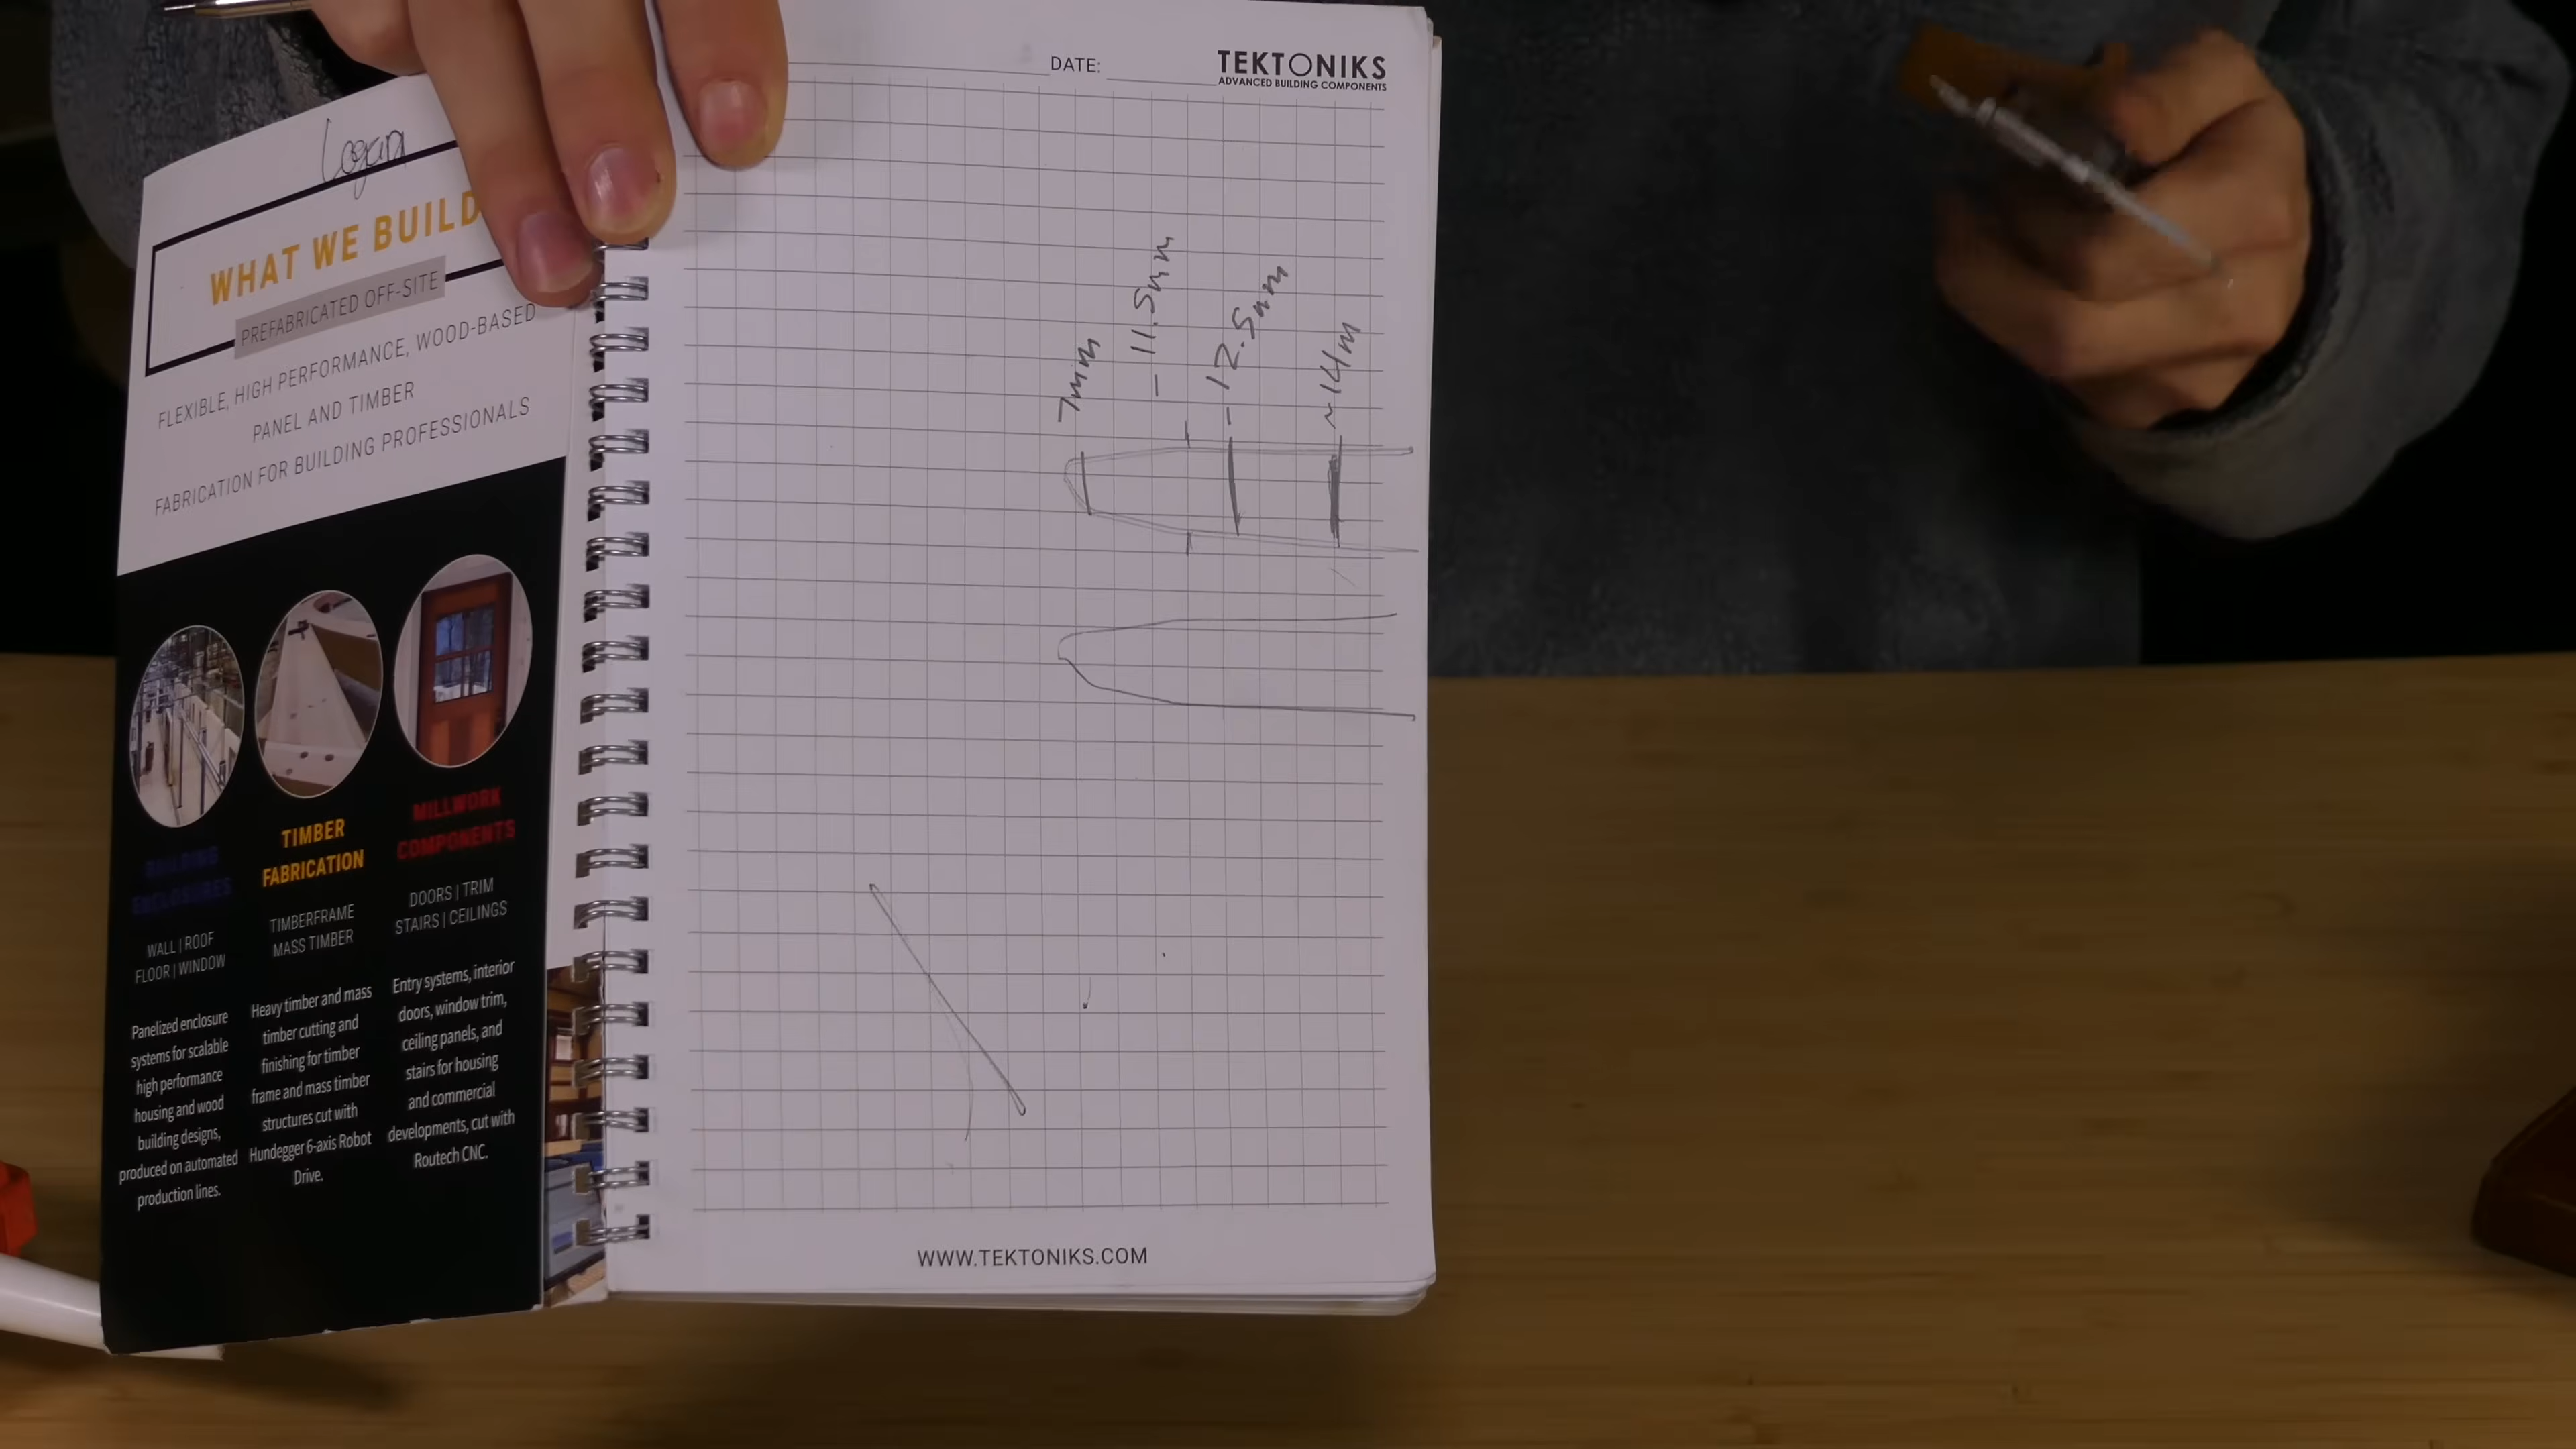 Logan
WHAT WE BUILD
PREFABRICATED OFF-SITE
FLEXIBLE, HIGH PERFORMANCE, WOOD-BASED
PANEL AND TIMBER
FABRICATION FOR BUILDING PROFESSIONALS
BUILDING
ENCLOSURES
WALL | ROOF
FLOOR | WINDOW
Panelized enclosure
systems for scalable
high performance
housing and wood
building designs,
produced on automated
production lines.
TIMBER
FABRICATION
TIMBERFRAME
MASS TIMBER
Heavy timber and mass
timber cutting and
finishing for timber
frame and mass timber
structures cut with
Hundegger 6-axis Robot
Drive.
MILLWORK
COMPONENTS
DOORS | TRIM
STAIRS | CEILINGS
Entry systems, interior
doors, window trim,
ceiling panels, and
stairs for housing
and commercial
developments, cut with
Routech CNC.
DATE:
TEKTONIKS
ADVANCED BUILDING COMPONENTS
7mm
- 11.5mm
- 12.5mm
~14m
WWW.TEKTONIKS.COM